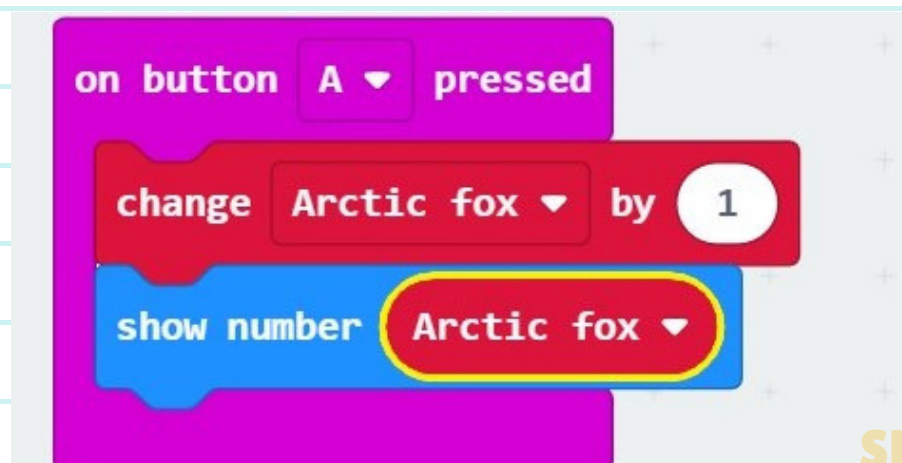 on button A pressed
change Arctic fox by 1
show number Arctic fox